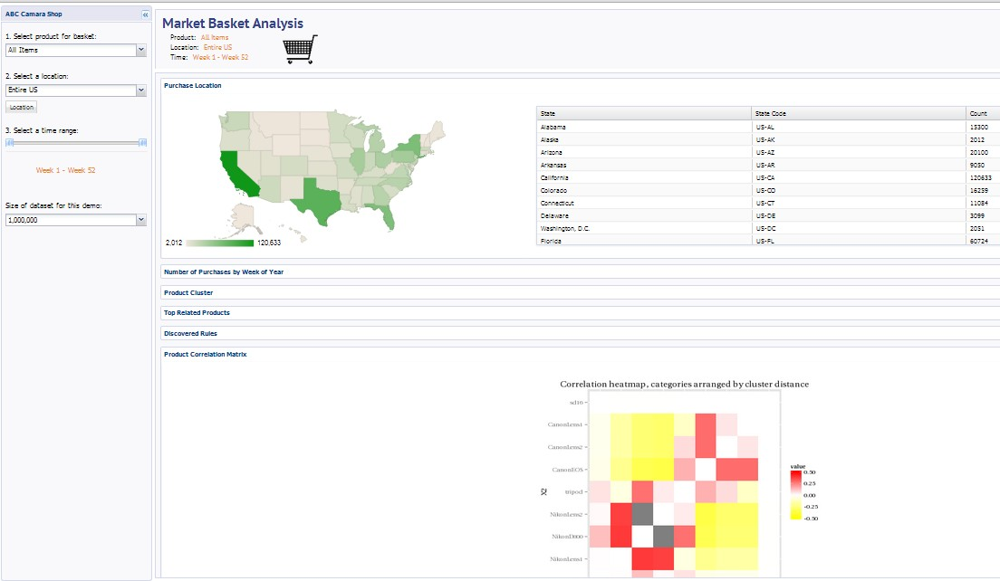 ABC Camara Shop
«
1. Select product for basket:
All Items
2. Select a location:
Entire US
Location
3. Select a time range:
Week 1 - Week 52
Size of dataset for this demo:
1,000,000
Market Basket Analysis
Product: All Items
Location: Entire US
Time: Week 1 - Week 52
Purchase Location
2,012 120,633
State State Code Count
Alabama US-AL 15300
Alaska US-AK 2012
Arizona US-AZ 20100
Arkansas US-AR 9050
California US-CA 120633
Colorado US-CO 16259
Connecticut US-CT 11084
Delaware US-DE 3099
Washington, D.C. US-DC 2051
Florida US-FL 60724
Number of Purchases by Week of Year
Product Cluster
Top Related Products
Discovered Rules
Product Correlation Matrix
Correlation heatmap, categories arranged by cluster distance
sd16
CanonLens1
CanonLens2
CanonEOS
tripod
NikonLens2
NikonD800
NikonLens1
X2
value
0.50
0.25
0.00
-0.25
-0.50